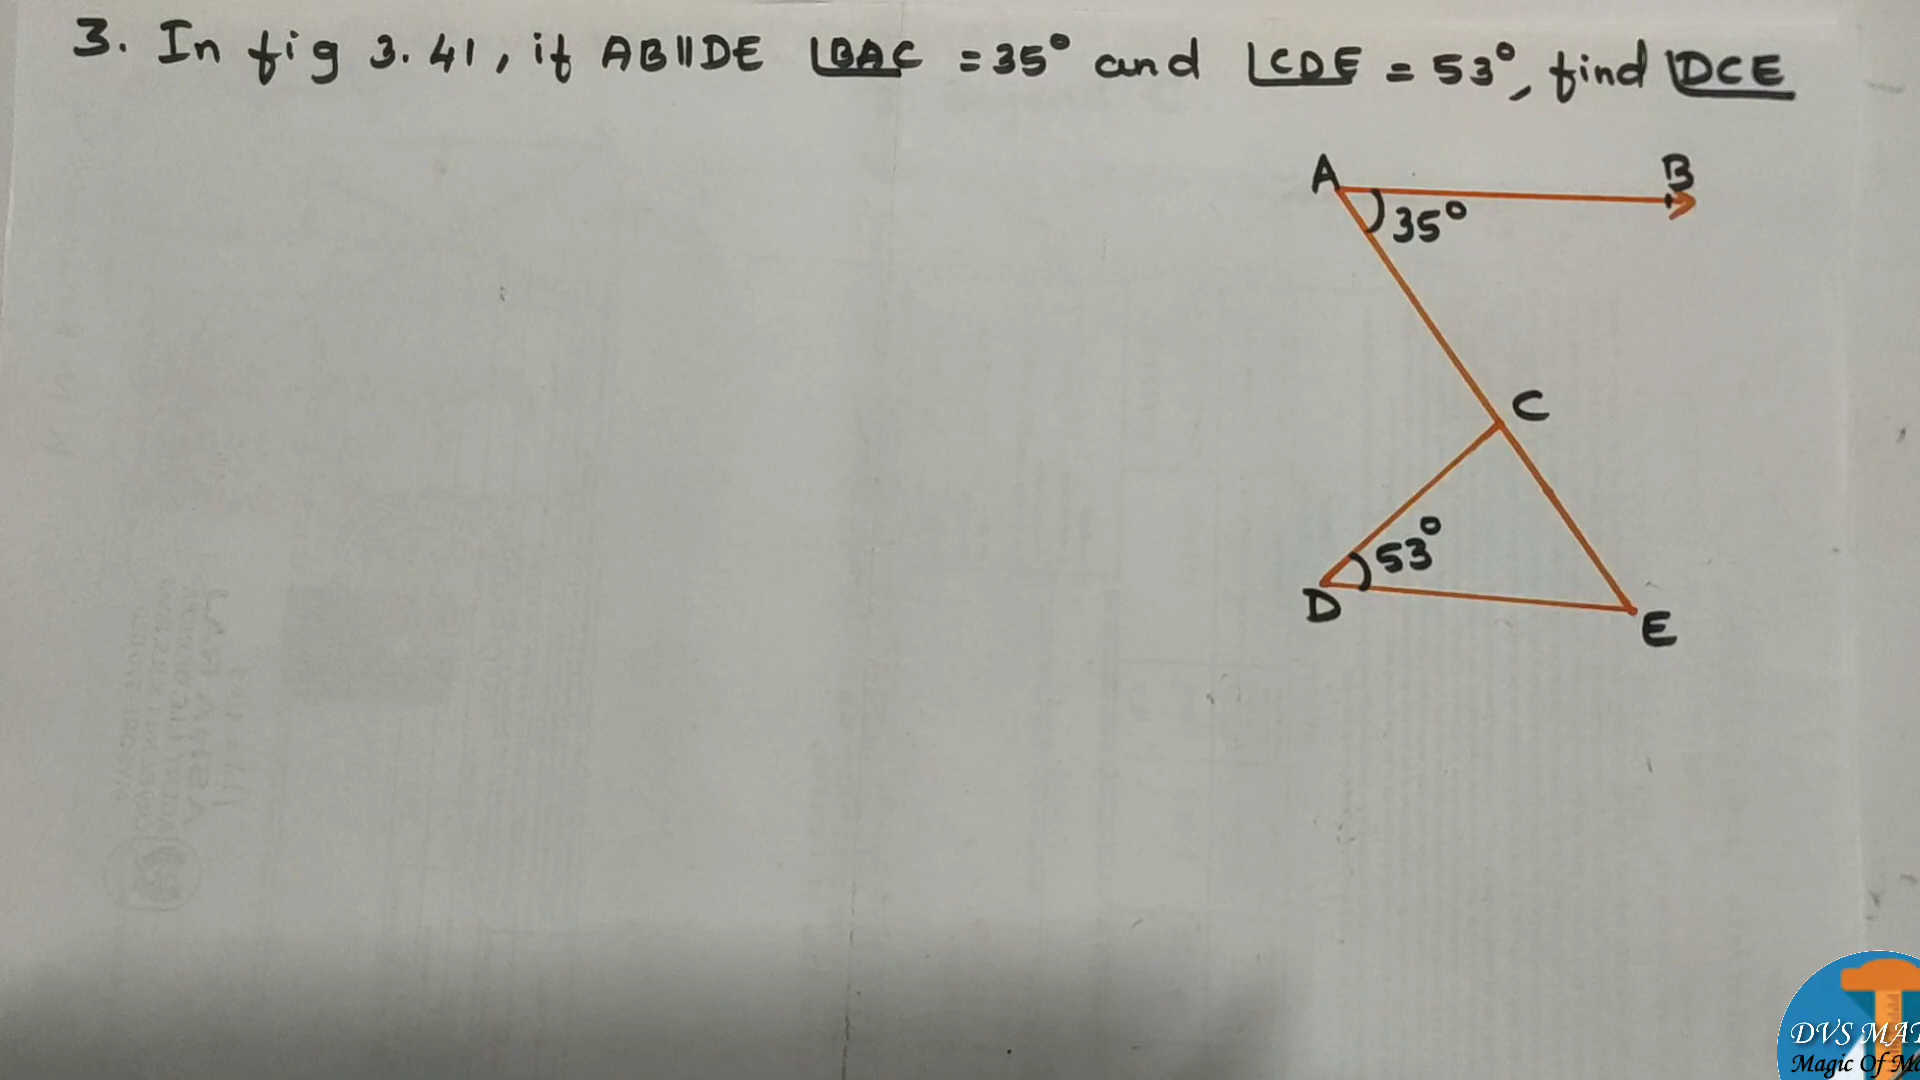 3. In fig 3.41, if AB||DE ∠BAC = 35° and ∠CDE = 53°, find ∠DCE
A
B
35°
C
53°
D
E
DVS MAT
Magic Of Ma